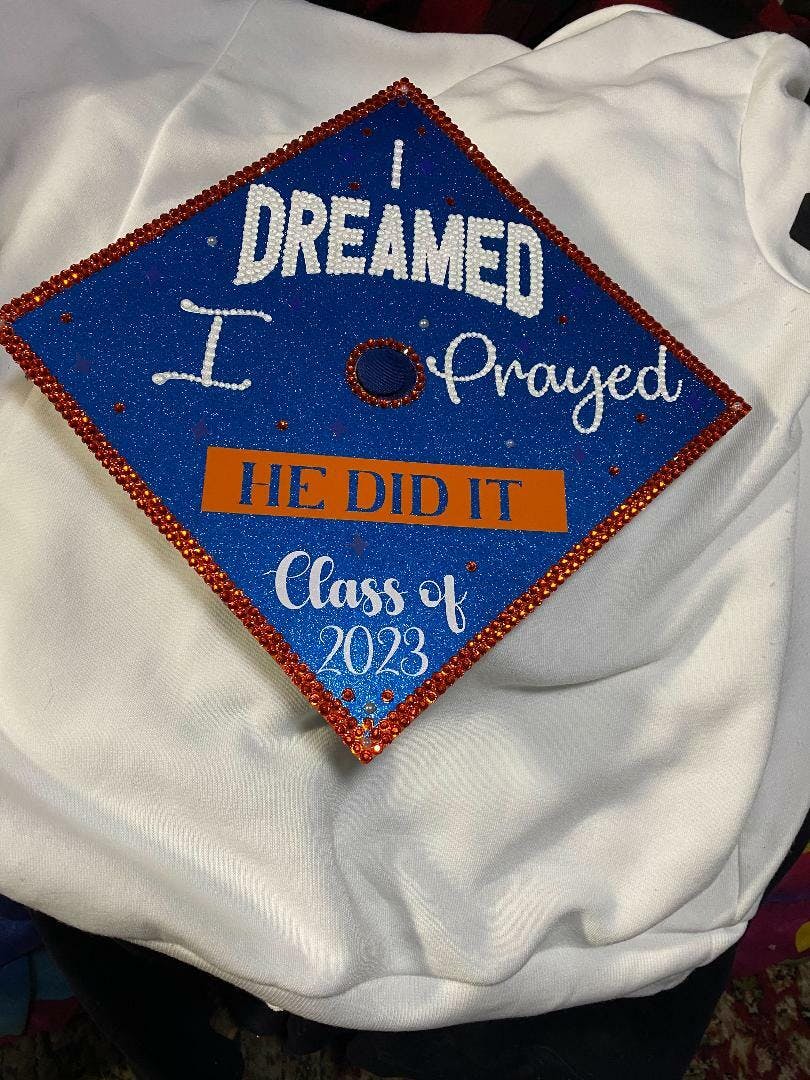 I
DREAMED
I Prayed
HE DID IT
Class of
2023